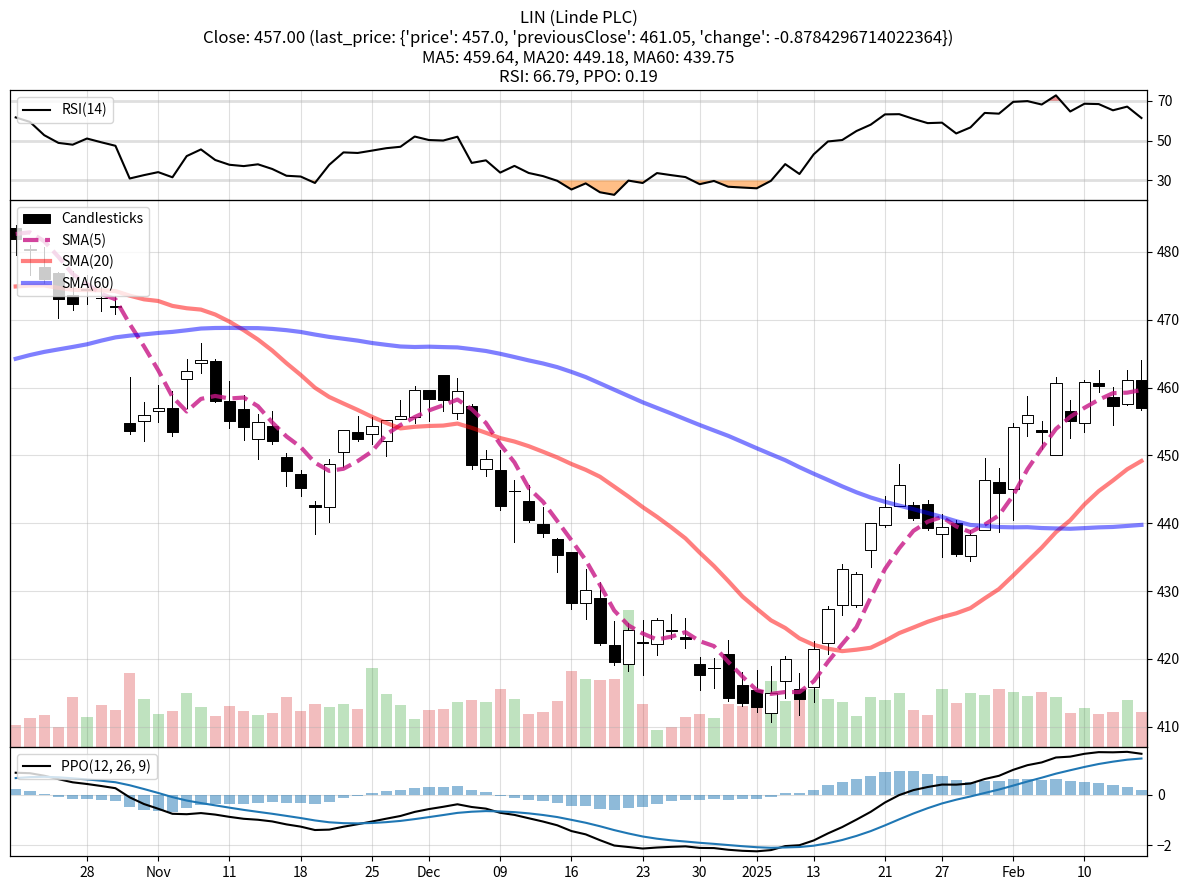 LIN (Linde PLC)
Close: 457.00 (last_price: {'price': 457.0, 'previousClose': 461.05, 'change': -0.8784296714022364})
MA5: 459.64, MA20: 449.18, MA60: 439.75
RSI: 66.79, PPO: 0.19
RSI(14)
70
50
30
Candlesticks
SMA(5)
SMA(20)
SMA(60)
480
470
460
450
440
430
420
410
PPO(12, 26, 9)
0
−2
28 Nov 11 18 25 Dec 09 16 23 30 2025 13 21 27 Feb 10